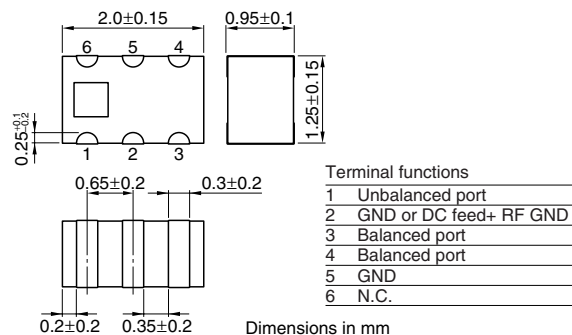 2.0±0.15
0.95±0.1
6 5 4
1.25±0.15
0.25+0.1 -0.2
1 2 3
0.65±0.2
0.3±0.2
0.2±0.2
0.35±0.2
Dimensions in mm
Terminal functions
1 Unbalanced port
2 GND or DC feed+ RF GND
3 Balanced port
4 Balanced port
5 GND
6 N.C.